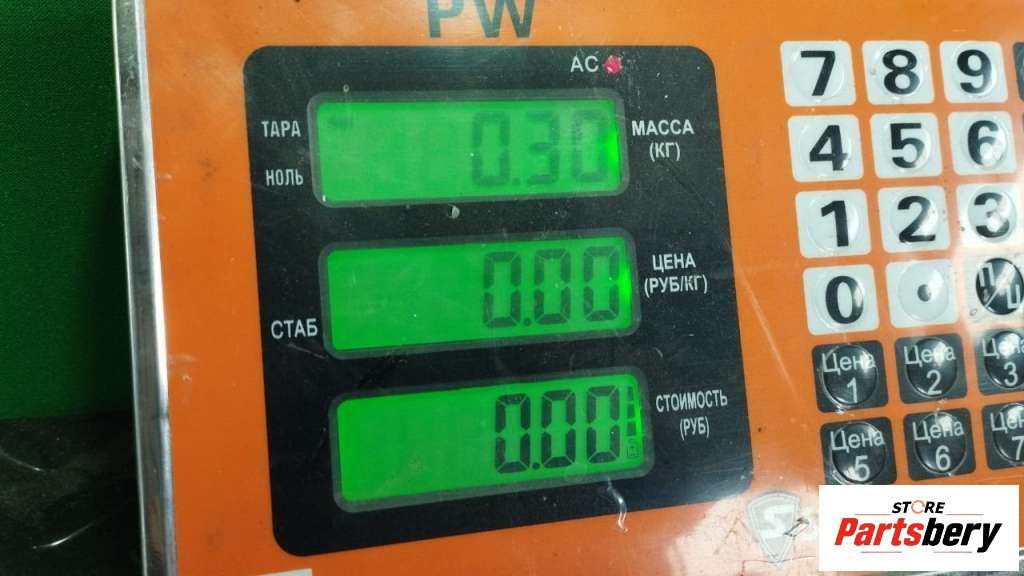 PW
AC
ТАРА
НОЛЬ
0.30
МАССА
(КГ)
0.00
ЦЕНА
(РУБ/КГ)
СТАБ
0.00
СТОИМОСТЬ
(РУБ)
7 8 9
4 5 6
1 2 3
0 .
Цена 1
Цена 2
3
Цена 5
Цена 6
7
STORE
Partsbery